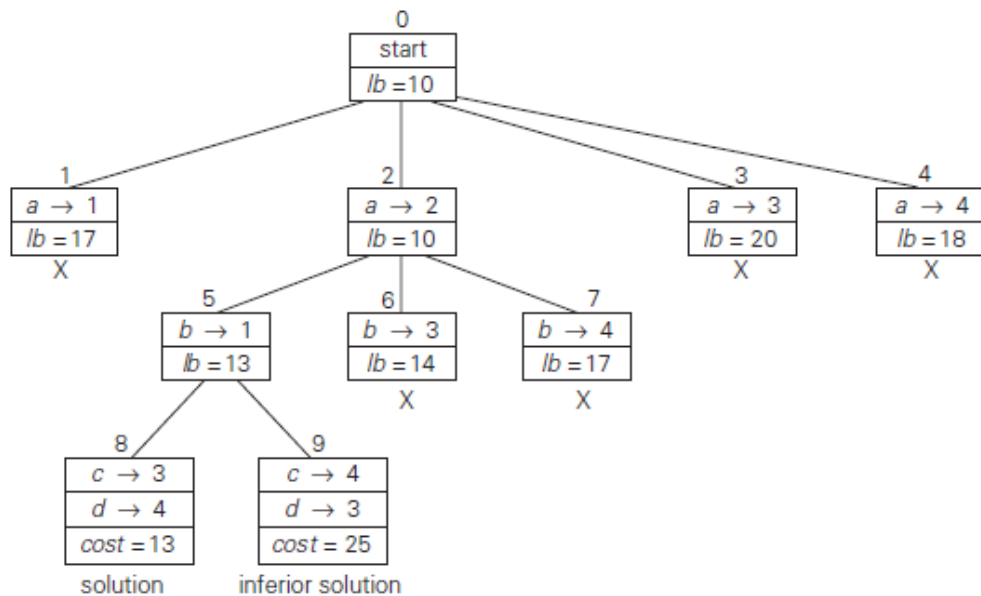 0
start
lb = 10
1
2
3
4
a → 1
a → 2
a → 3
a → 4
lb = 17
lb = 10
lb = 20
lb = 18
X
X
X
5
6
7
b → 1
b → 3
b → 4
lb = 13
lb = 14
lb = 17
X
X
8
9
c → 3
c → 4
d → 4
d → 3
cost = 13
cost = 25
solution
inferior solution